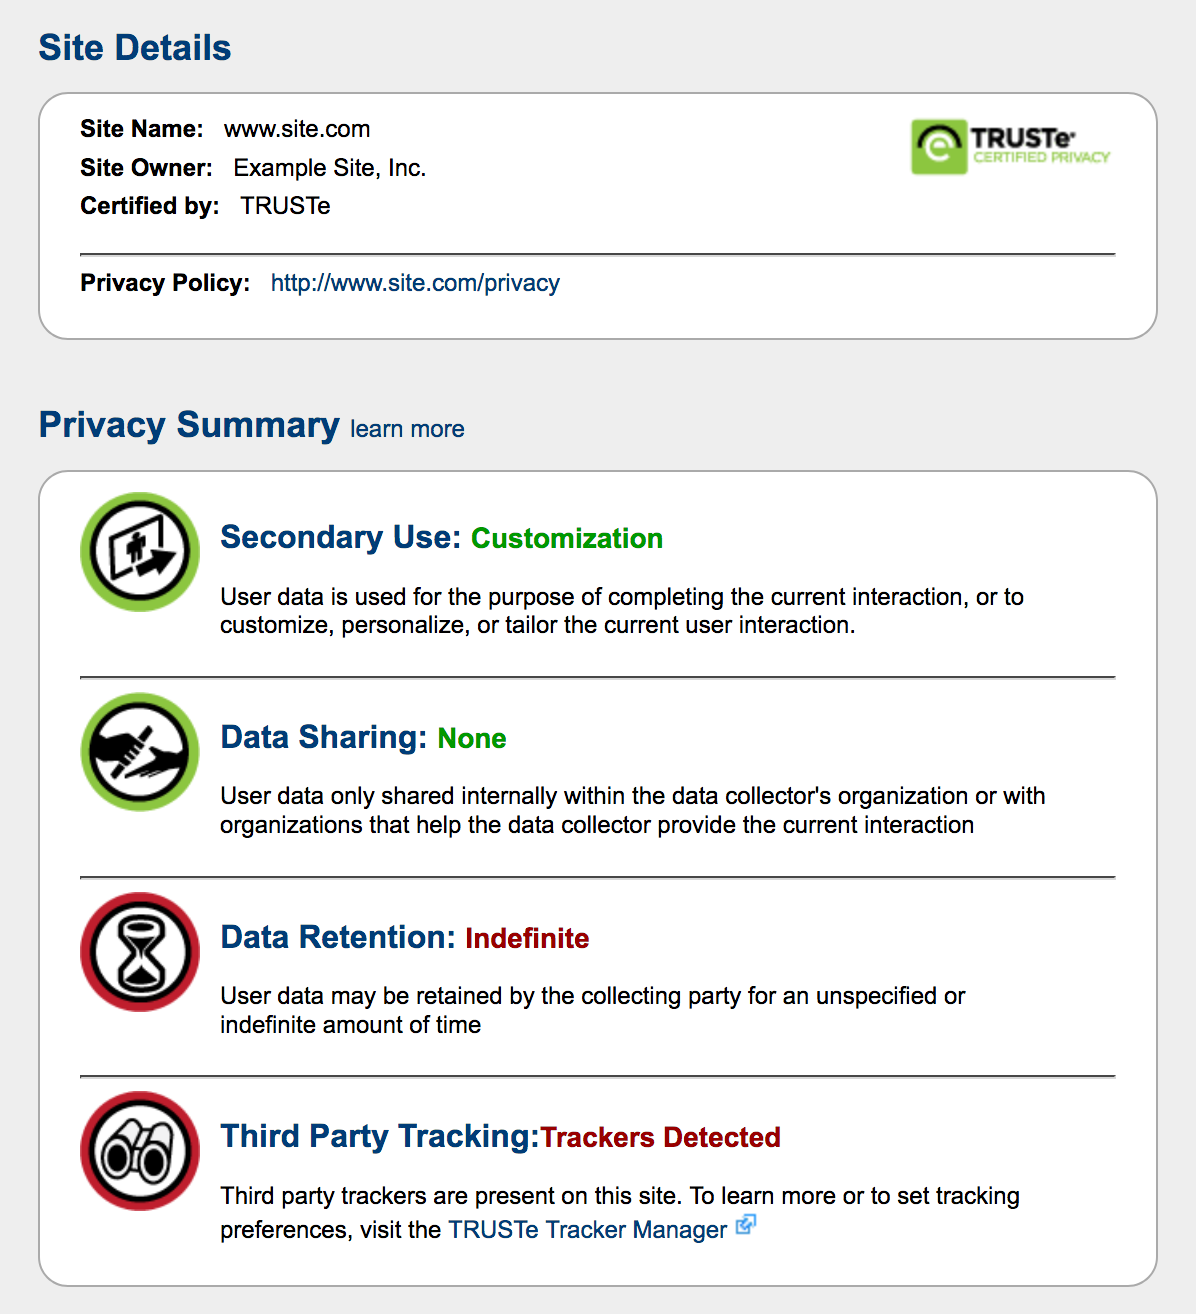 Site Details
Site Name: www.site.com
TRUSTe
CERTIFIED PRIVACY
Site Owner: Example Site, Inc.
Certified by: TRUSTe
Privacy Policy: http://www.site.com/privacy
Privacy Summary learn more
Secondary Use: Customization
User data is used for the purpose of completing the current interaction, or to
customize, personalize, or tailor the current user interaction.
Data Sharing: None
User data only shared internally within the data collector's organization or with
organizations that help the data collector provide the current interaction
Data Retention: Indefinite
User data may be retained by the collecting party for an unspecified or
indefinite amount of time
Third Party Tracking:Trackers Detected
Third party trackers are present on this site. To learn more or to set tracking
preferences, visit the TRUSTe Tracker Manager